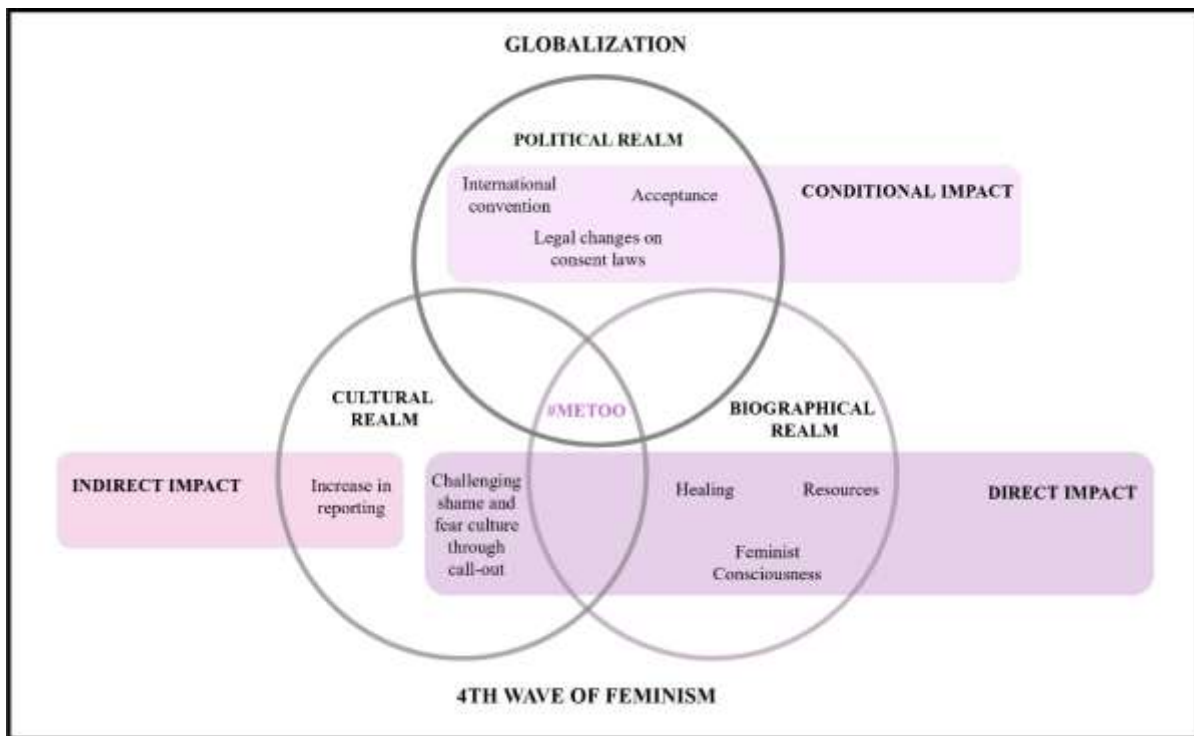 GLOBALIZATION
POLITICAL REALM
International
convention
Acceptance
Legal changes on
consent laws
CONDITIONAL IMPACT
CULTURAL
REALM
#METOO
BIOGRAPHICAL
REALM
INDIRECT IMPACT
Increase in
reporting
Challenging
shame and
fear culture
through
call-out
Healing
Resources
Feminist
Consciousness
DIRECT IMPACT
4TH WAVE OF FEMINISM